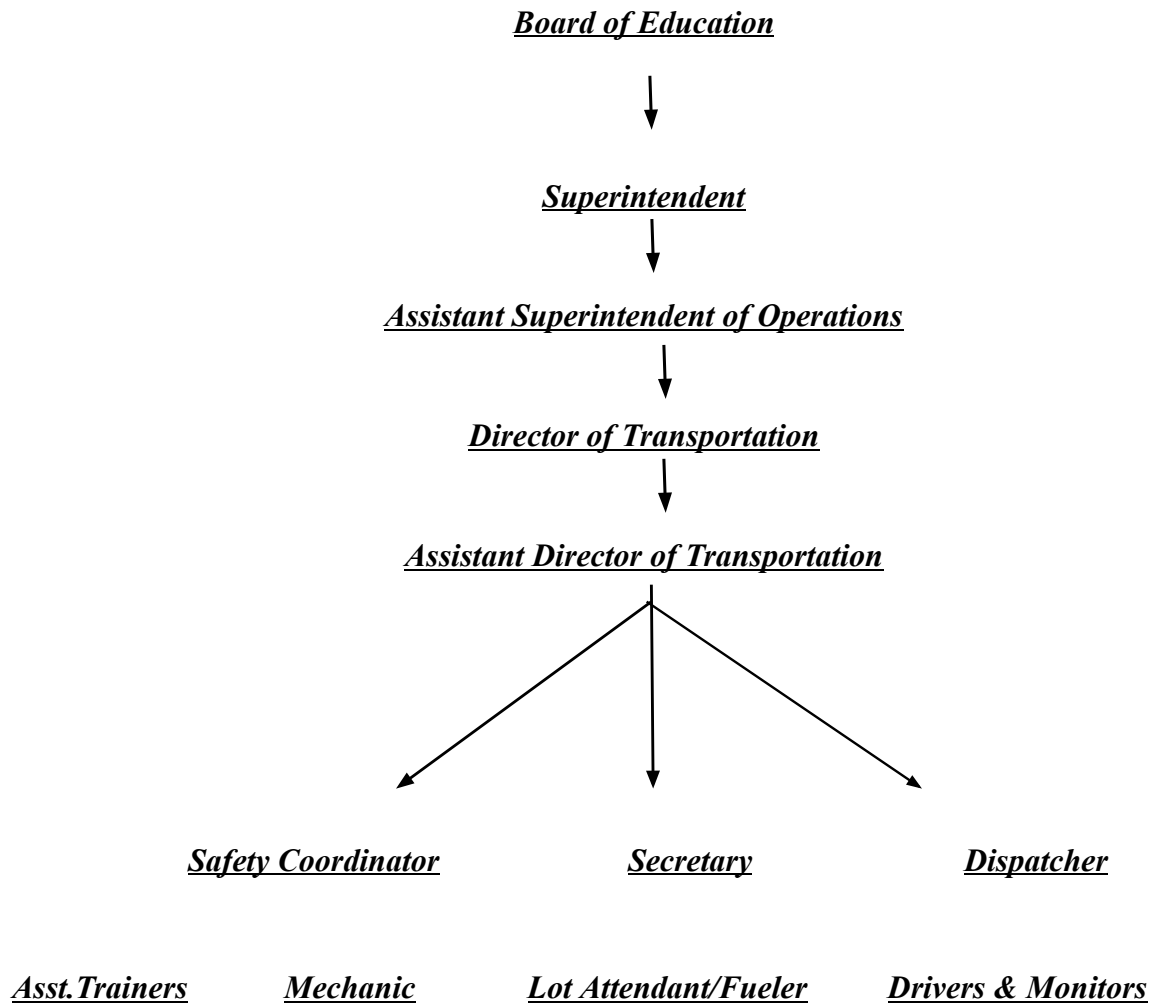 Board of Education
Superintendent
Assistant Superintendent of Operations
Director of Transportation
Assistant Director of Transportation
Safety Coordinator Secretary Dispatcher
Asst.Trainers Mechanic Lot Attendant/Fueler Drivers & Monitors